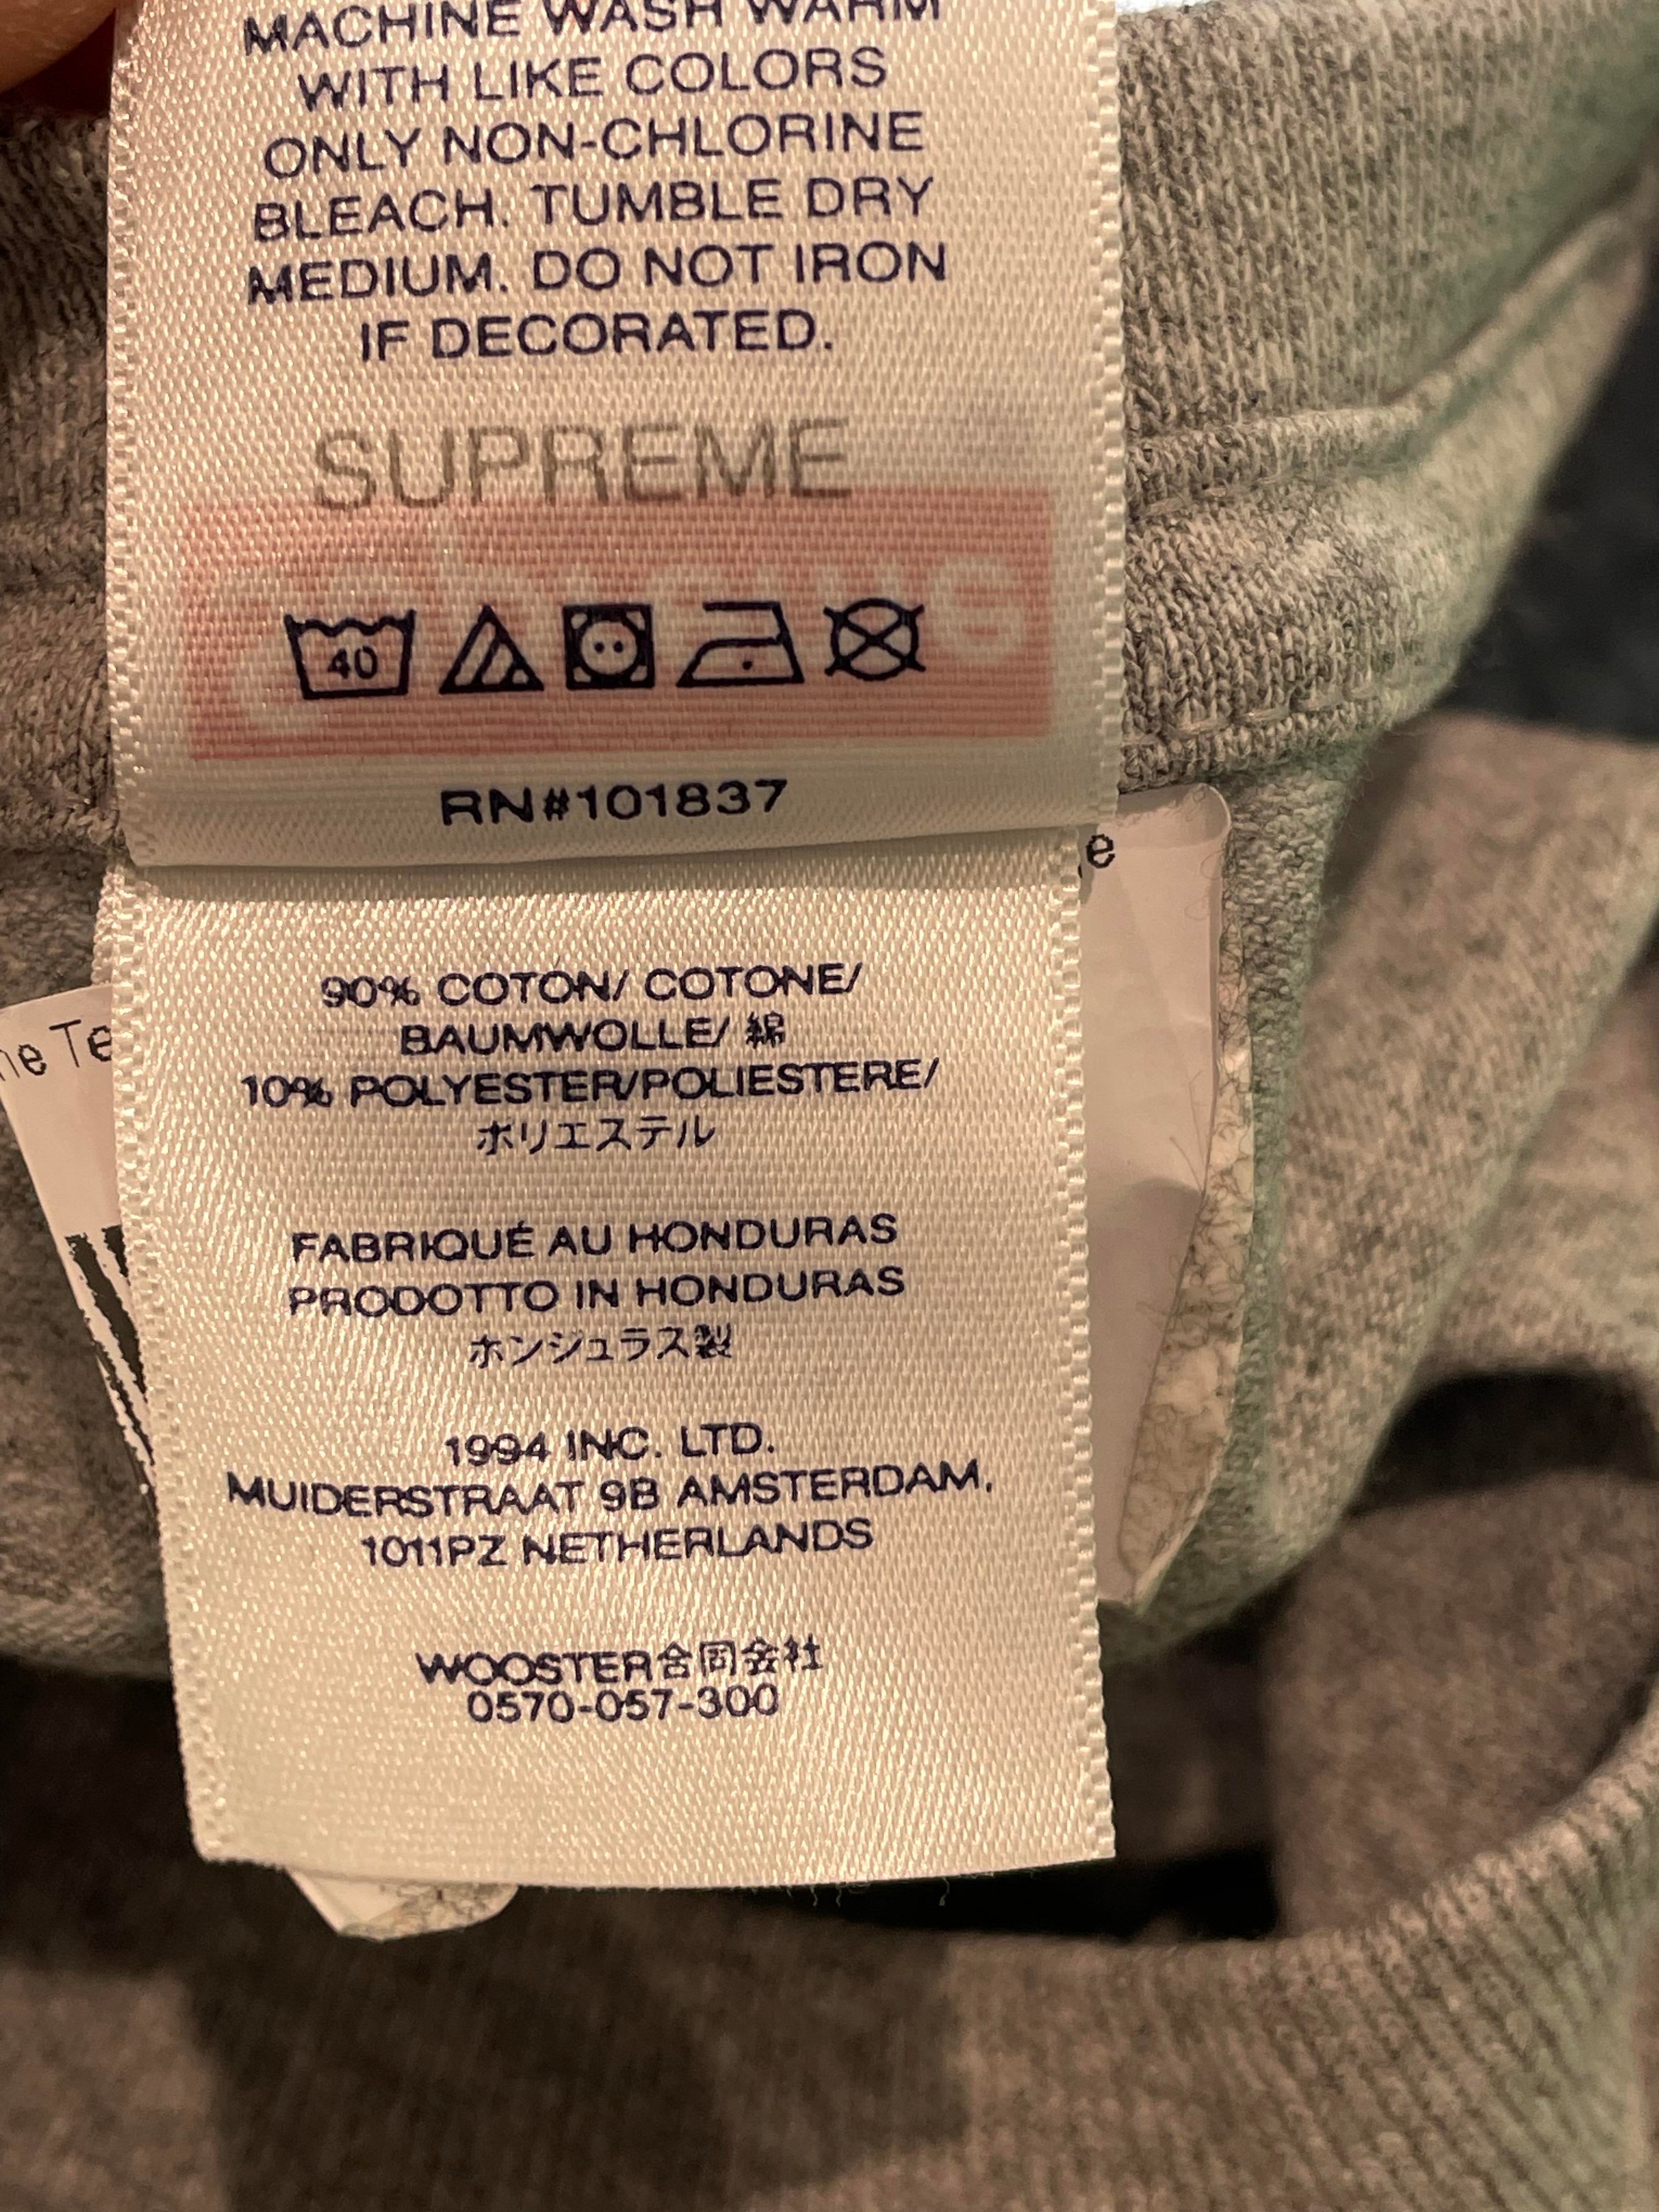 MACHINE WASH WARM
WITH LIKE COLORS
ONLY NON-CHLORINE
BLEACH. TUMBLE DRY
MEDIUM. DO NOT IRON
IF DECORATED.
SUPREME
40
RN#101837
e
90% COTON/ COTONE/
BAUMWOLLE/ 綿
10% POLYESTER/POLIESTERE/
ポリエステル
ne Te
FABRIQUÉ AU HONDURAS
PRODOTTO IN HONDURAS
ホンジュラス製
1994 INC. LTD.
MUIDERSTRAAT 9B AMSTERDAM,
1011PZ NETHERLANDS
WOOSTER合同会社
0570-057-300